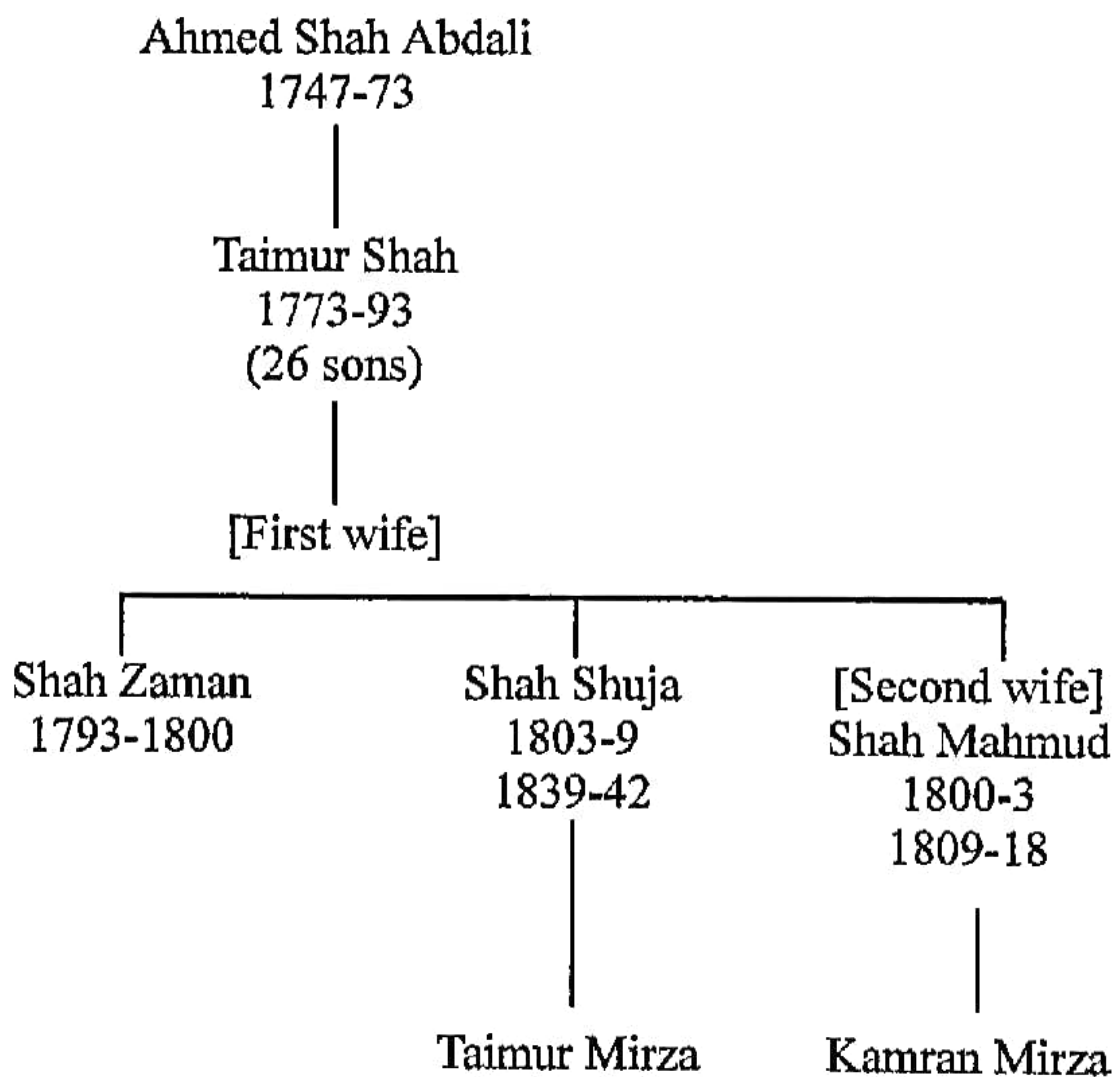 Ahmed Shah Abdali
1747-73
Taimur Shah
1773-93
(26 sons)
[First wife]
Shah Zaman
1793-1800
Shah Shuja
1803-9
1839-42
[Second wife]
Shah Mahmud
1800-3
1809-18
Taimur Mirza
Kamran Mirza